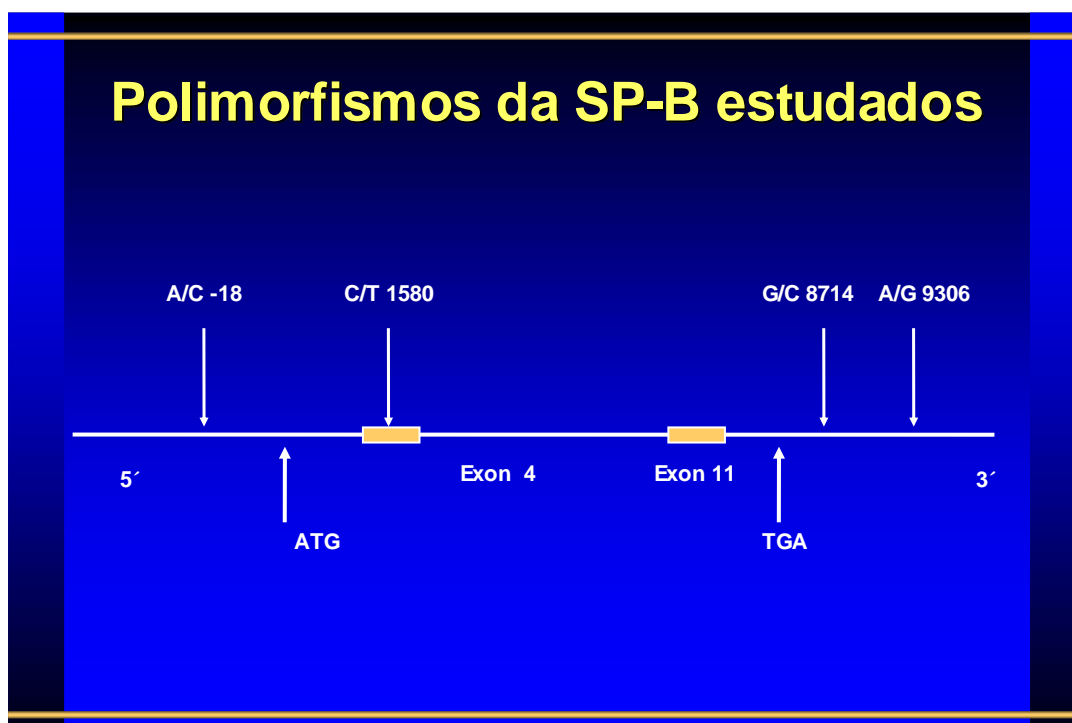 Polimorfismos da SP-B estudados
A/C -18 C/T 1580 G/C 8714 A/G 9306
5´ Exon 4 Exon 11 3´
ATG TGA